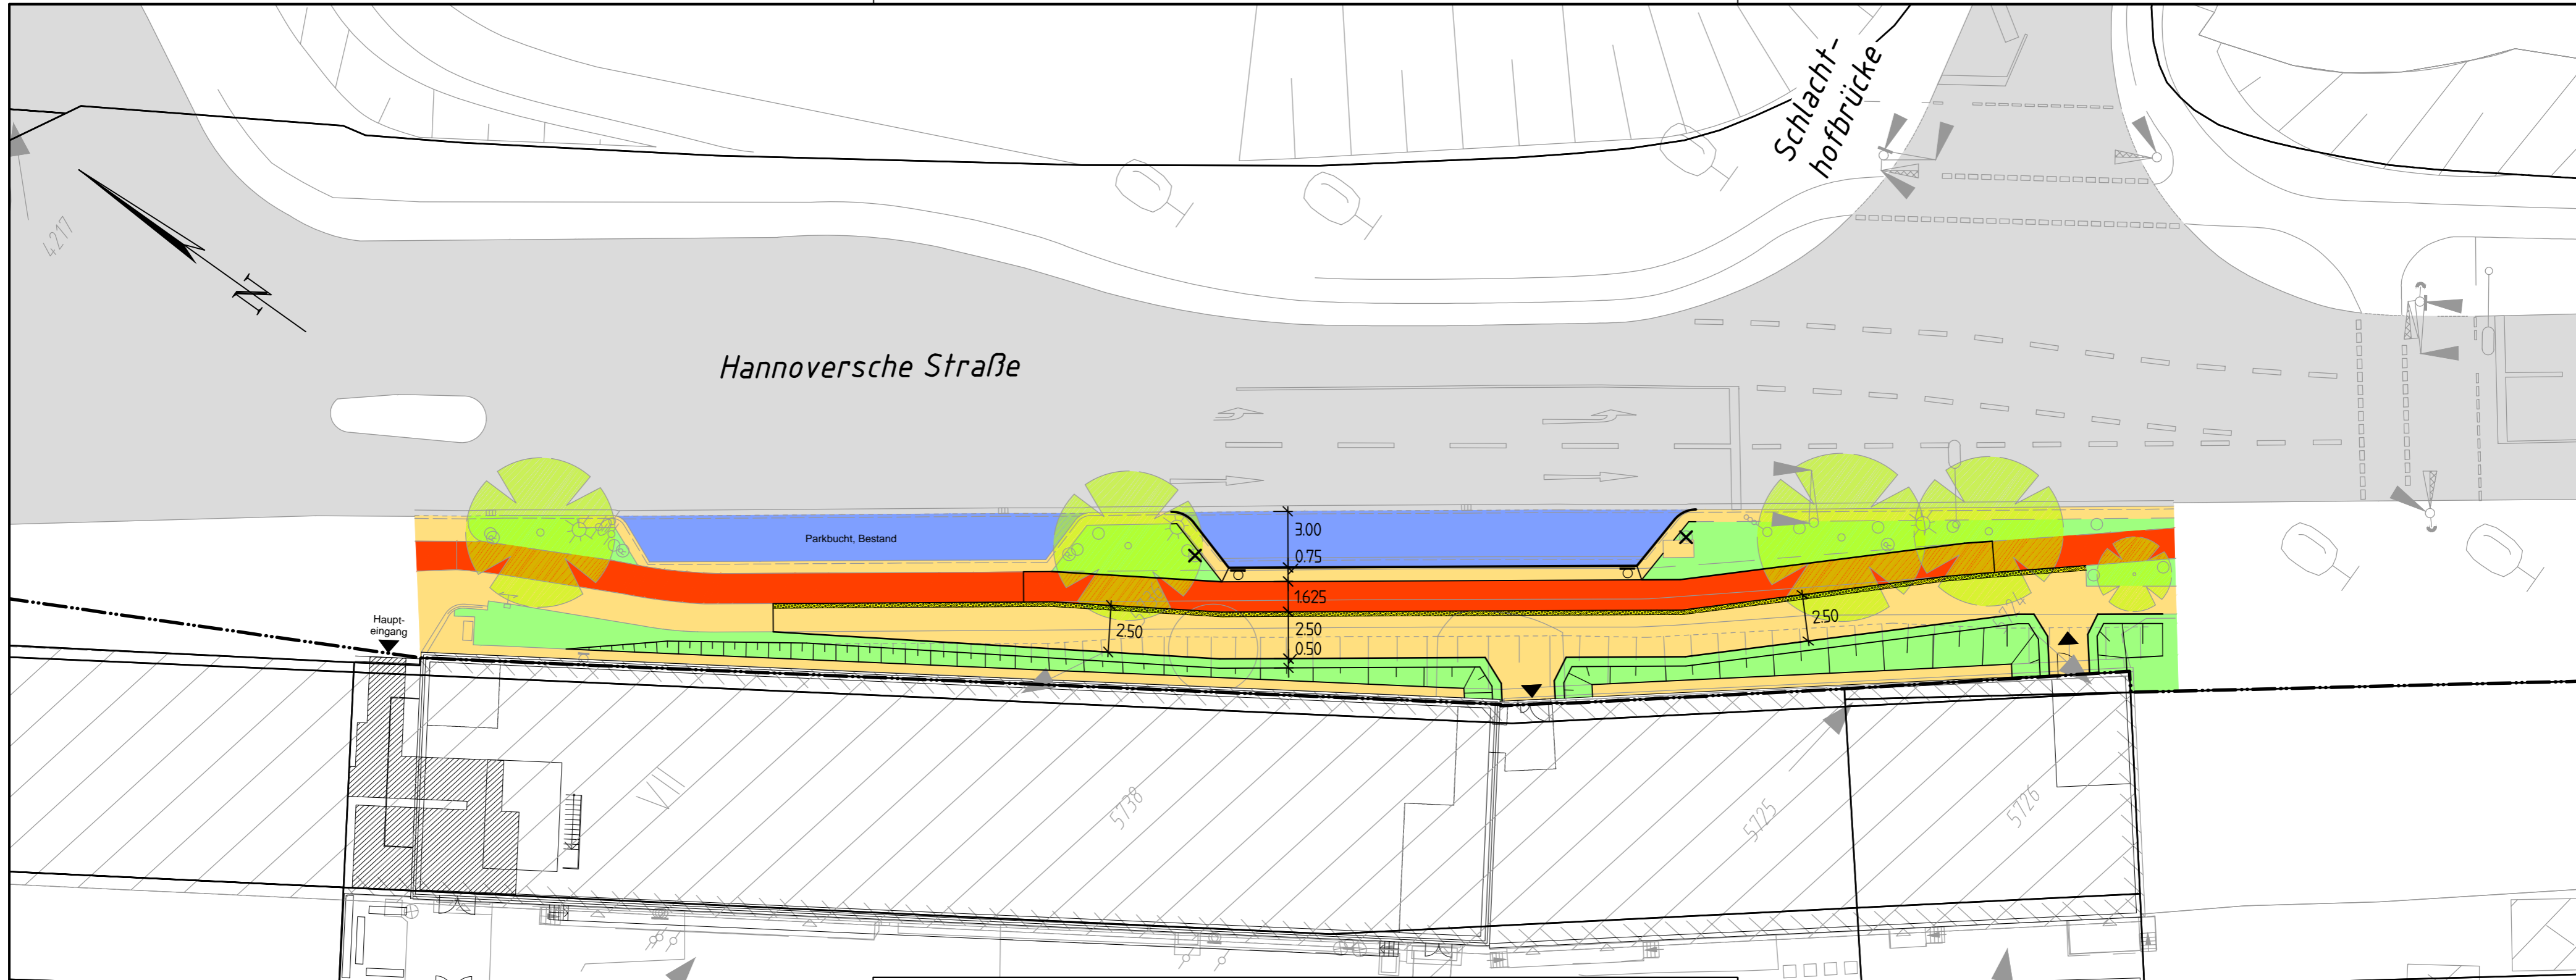 Schlacht-
hofbrücke
4217
N
Hannoversche Straße
Parkbucht, Bestand
3.00
0.75
1.625
2.50
0.50
2.50
2.50
Haupt-
eingang
VII
5738
5725
5726